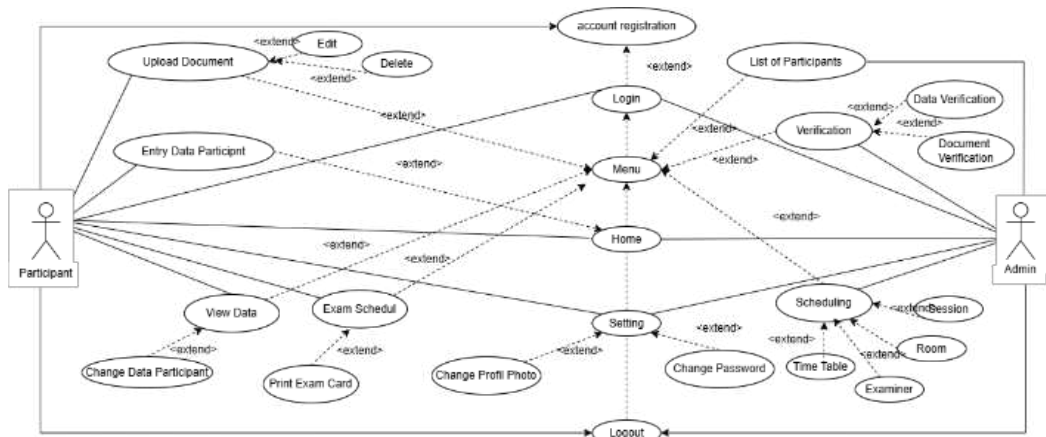 account registration
<extend>
Edit
Upload Document
<extend>
Delete
<extend>
List of Participants
Login
<extend>
Data Verification
<extend>
Verification
<extend>
Document
Verification
<extend>
Entry Data Particlpnt
<extend>
Menu
<extend>
<extend>
Home
<extend>
<extend>
Participant
Admin
View Data
Exam Schedul
Setting
Scheduling
<extend>
Session
<extend>
Change Data Participant
<extend>
Print Exam Card
<extend>
Change Profil Photo
<extend>
Change Password
<extend>
Time Table
<extend>
Room
Examiner
Logout